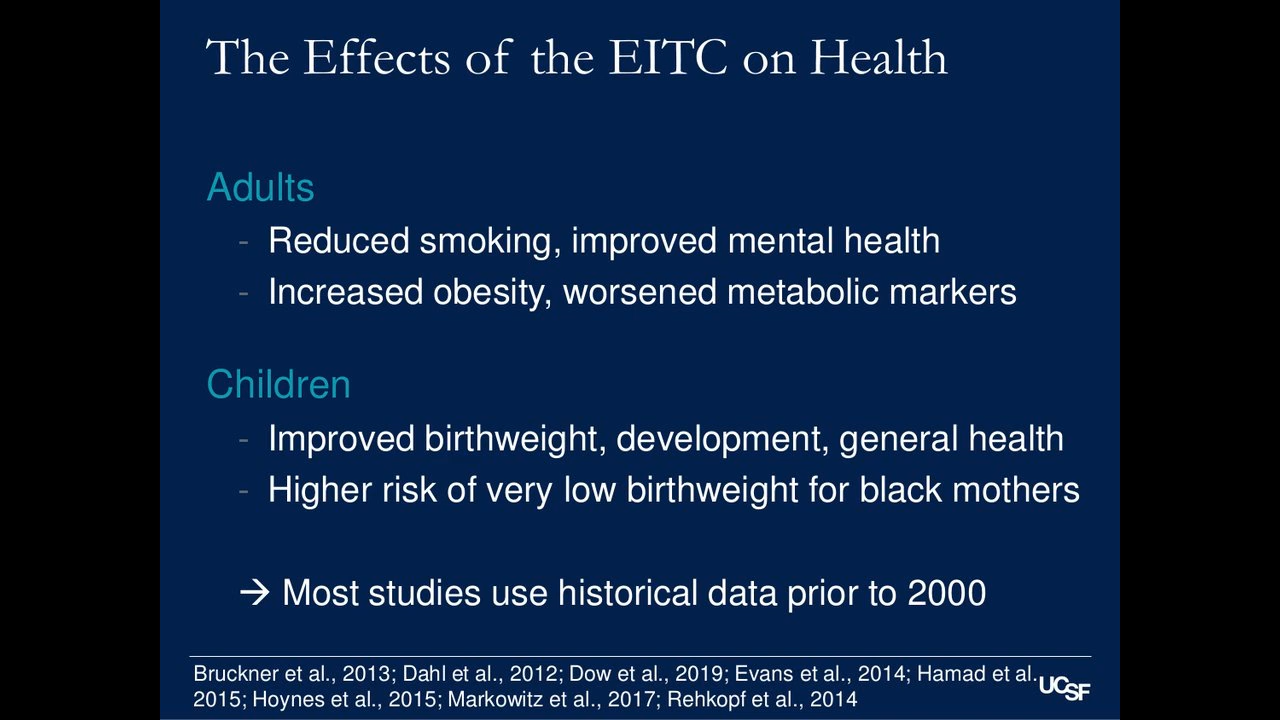 The Effects of the EITC on Health
Adults
- Reduced smoking, improved mental health
- Increased obesity, worsened metabolic markers
Children
- Improved birthweight, development, general health
- Higher risk of very low birthweight for black mothers
→ Most studies use historical data prior to 2000
Bruckner et al., 2013; Dahl et al., 2012; Dow et al., 2019; Evans et al., 2014; Hamad et al.
2015; Hoynes et al., 2015; Markowitz et al., 2017; Rehkopf et al., 2014
UCSF